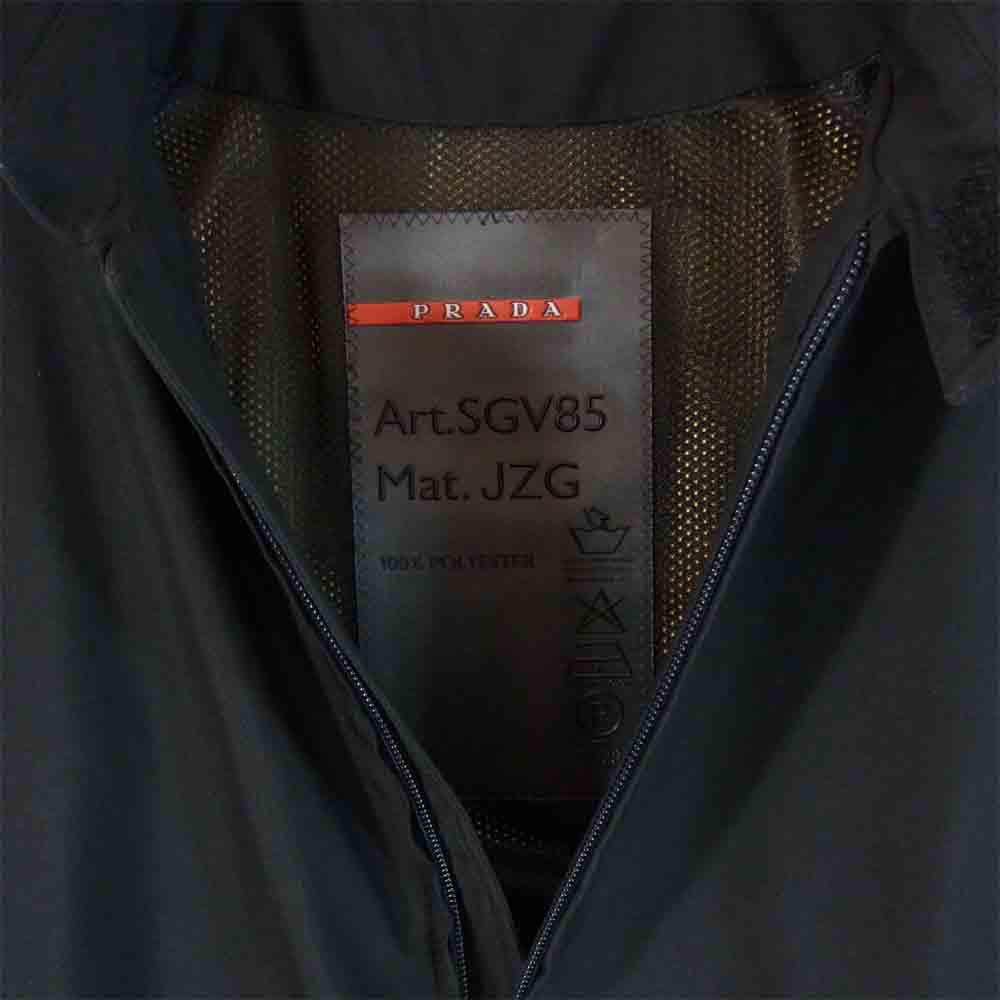 PRADA
Art.SGV85
Mat. JZG
100% POLYESTER
P